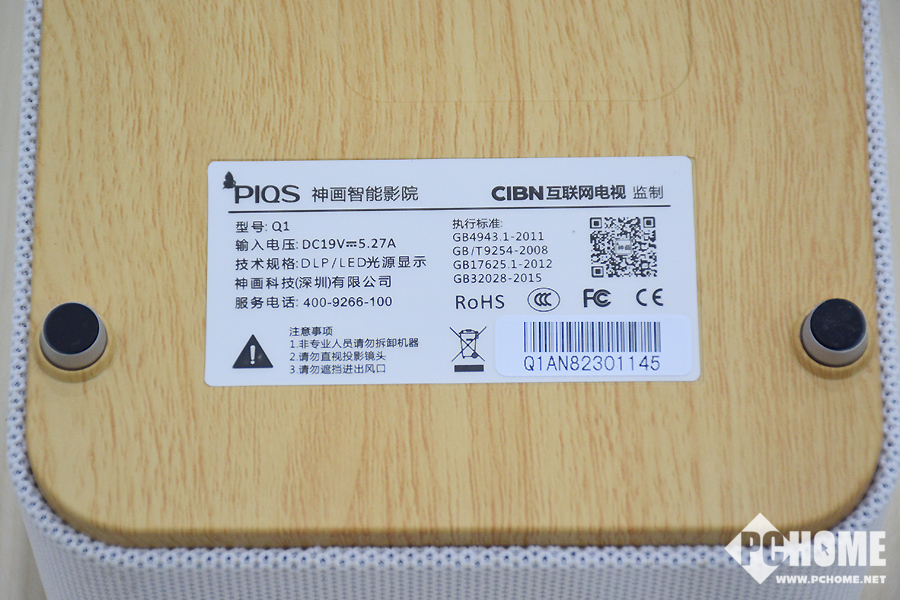 PIQS 神画智能影院
CIBN互联网电视 监制
型号: Q1
输入电压: DC19V⎓5.27A
技术规格: DLP/LED光源显示
神画科技(深圳)有限公司
服务电话: 400-9266-100
执行标准:
GB4943.1-2011
GB/T9254-2008
GB17625.1-2012
GB32028-2015
RoHS CCC FC CE
注意事项
1.非专业人员请勿拆卸机器
2.请勿直视投影镜头
3.请勿遮挡进出风口
Q1AN82301145
PCHOME
WWW.PCHOME.NET